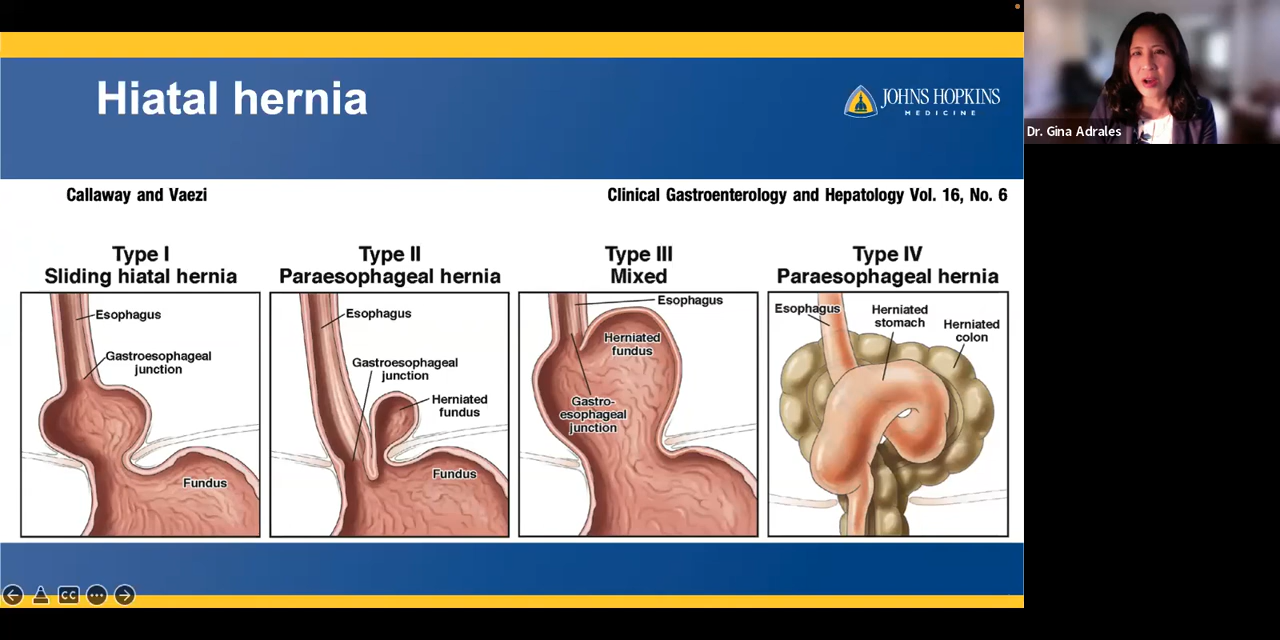 Hiatal hernia
JOHNS HOPKINS
MEDICINE
Dr. Gina Adrales
Callaway and Vaezi
Clinical Gastroenterology and Hepatology Vol. 16, No. 6
Type I
Sliding hiatal hernia
Esophagus
Gastroesophageal
junction
Fundus
Type II
Paraesophageal hernia
Esophagus
Gastroesophageal
junction
Herniated
fundus
Fundus
Type III
Mixed
Esophagus
Herniated
fundus
Gastro-
esophageal
junction
Type IV
Paraesophageal hernia
Esophagus
Herniated
stomach
Herniated
colon
CC